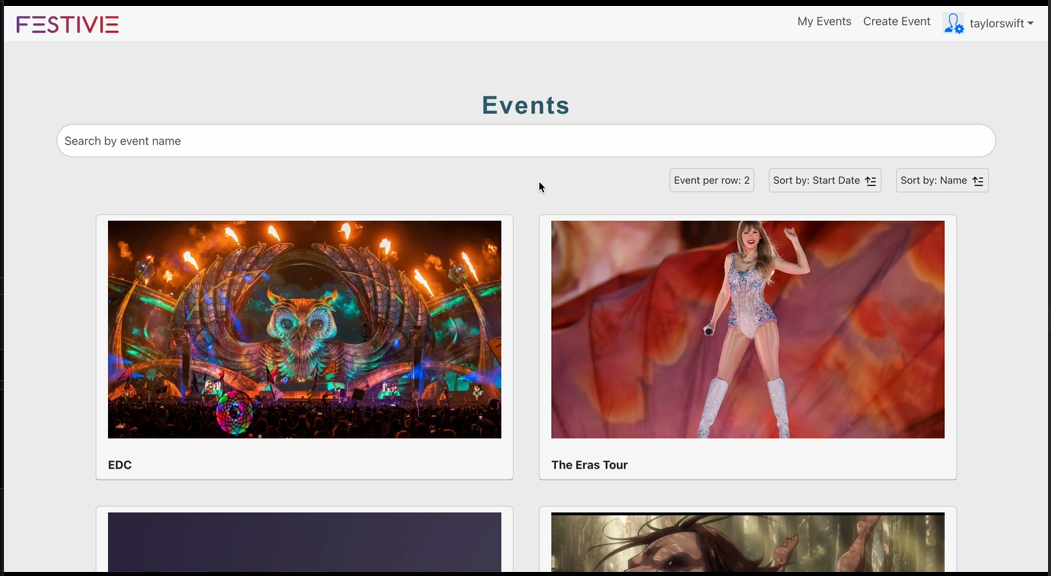 FESTIVIE
My Events Create Event taylorswift
Events
Search by event name
Event per row: 2 Sort by: Start Date Sort by: Name
EDC The Eras Tour